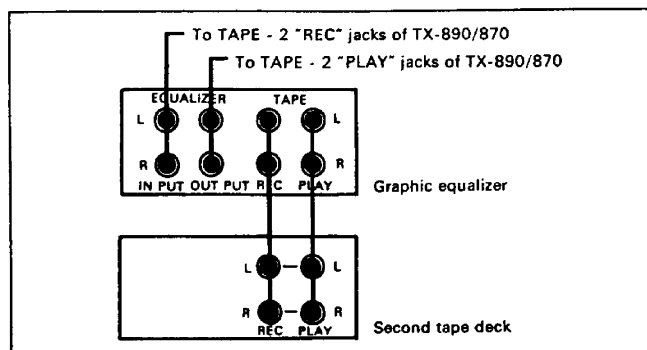 To TAPE - 2 "REC" jacks of TX-890/870
To TAPE - 2 "PLAY" jacks of TX-890/870
EQUALIZER TAPE
L L
R R
IN PUT OUT PUT REC PLAY
Graphic equalizer
L L
R R
REC PLAY
Second tape deck